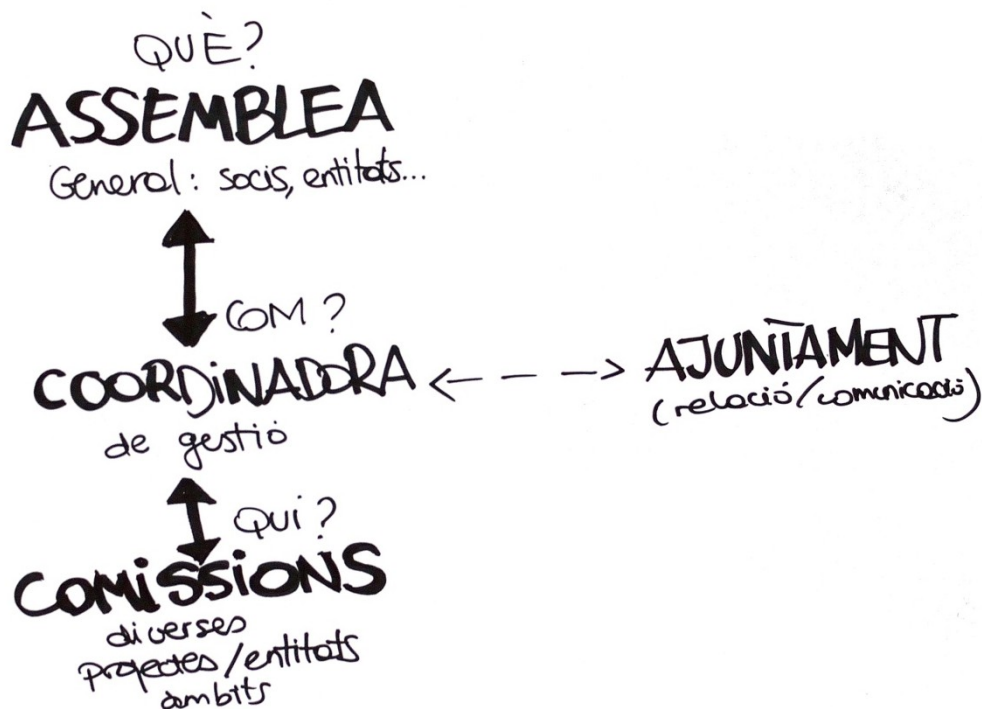 QUÈ?
ASSEMBLEA
General: socis, entitats...
COM?
COORDiNADORA <- - -> AJUNTAMENT
de gestió
(relació/comunicació)
Qui?
COMiSSiONS
diverses
projectes/entitats
àmbits